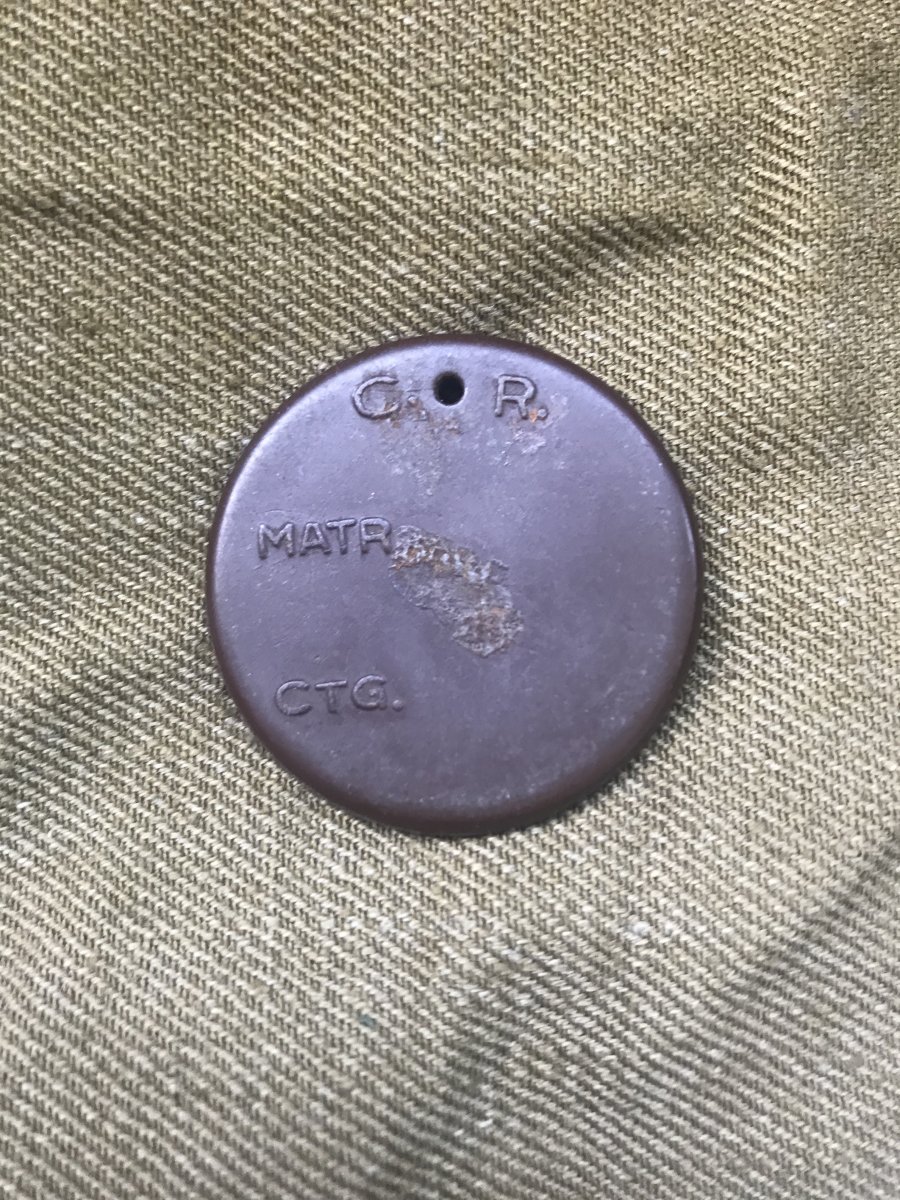 C. R.
MATR
CTG.